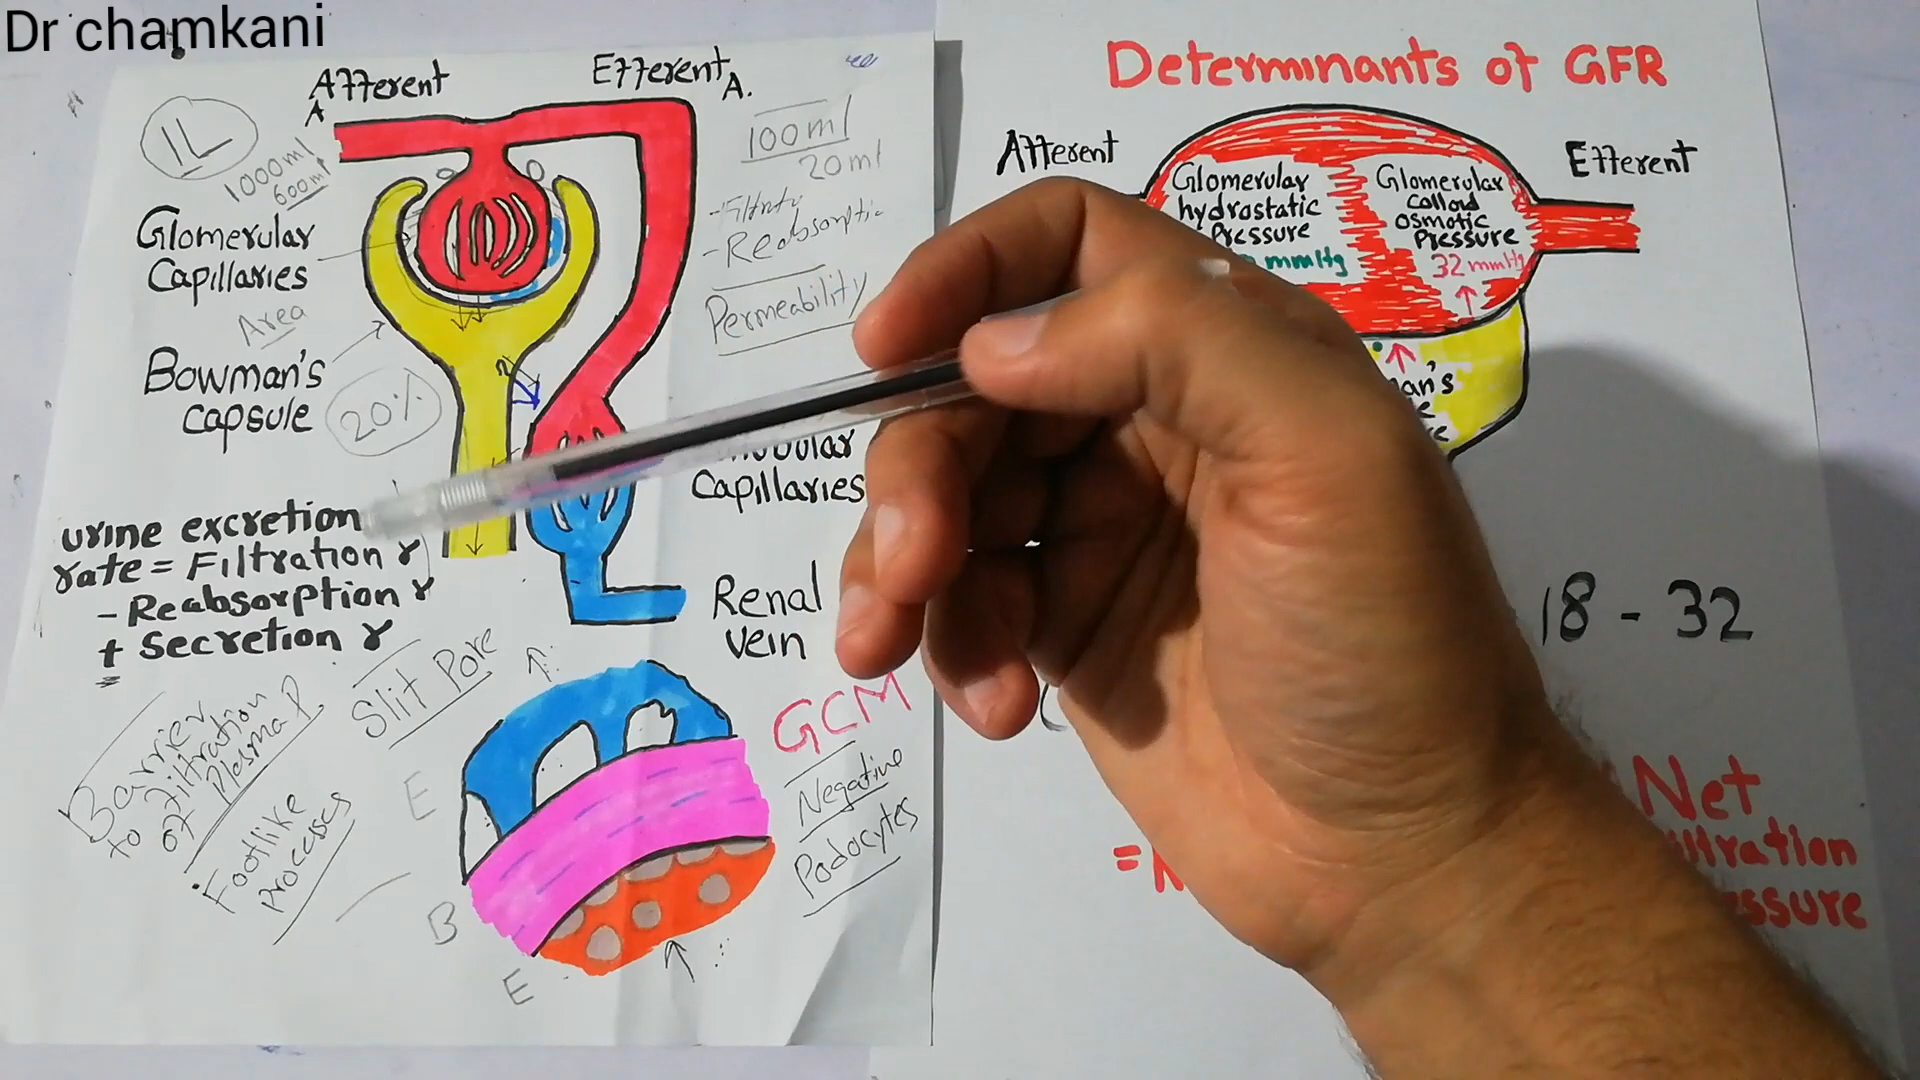 Dr chamkani
Afferent
A
Efferent
A.
1L
1000ml
600ml
100ml
20ml
- Reabsorptio
Permeability
Glomerular
Capillaries
Area
Bowman's
capsule
20%
Capillaries
urine excretion
rate = Filtration r
- Reabsorption r
+ Secretion r
=
Renal
vein
Slit Pore
Barrier
to Filtration
of Plasma P.
Footlike
processes
E
B
E
GCM
Negative
Podocytes
Determinants of GFR
Afferent
Efferent
Glomerular
hydrostatic
Pressure
mmHg
Glomerular
Colloid
osmotic
Pressure
32 mmHg
18 - 32
Net
=